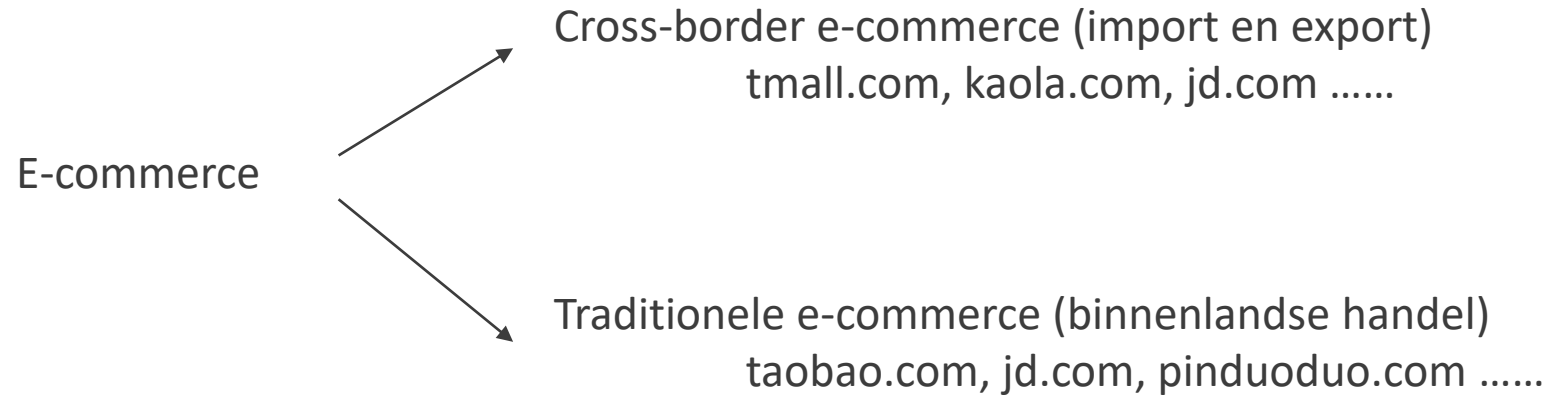 Cross-border e-commerce (import en export)
tmall.com, kaola.com, jd.com ……
E-commerce
Traditionele e-commerce (binnenlandse handel)
taobao.com, jd.com, pinduoduo.com ……